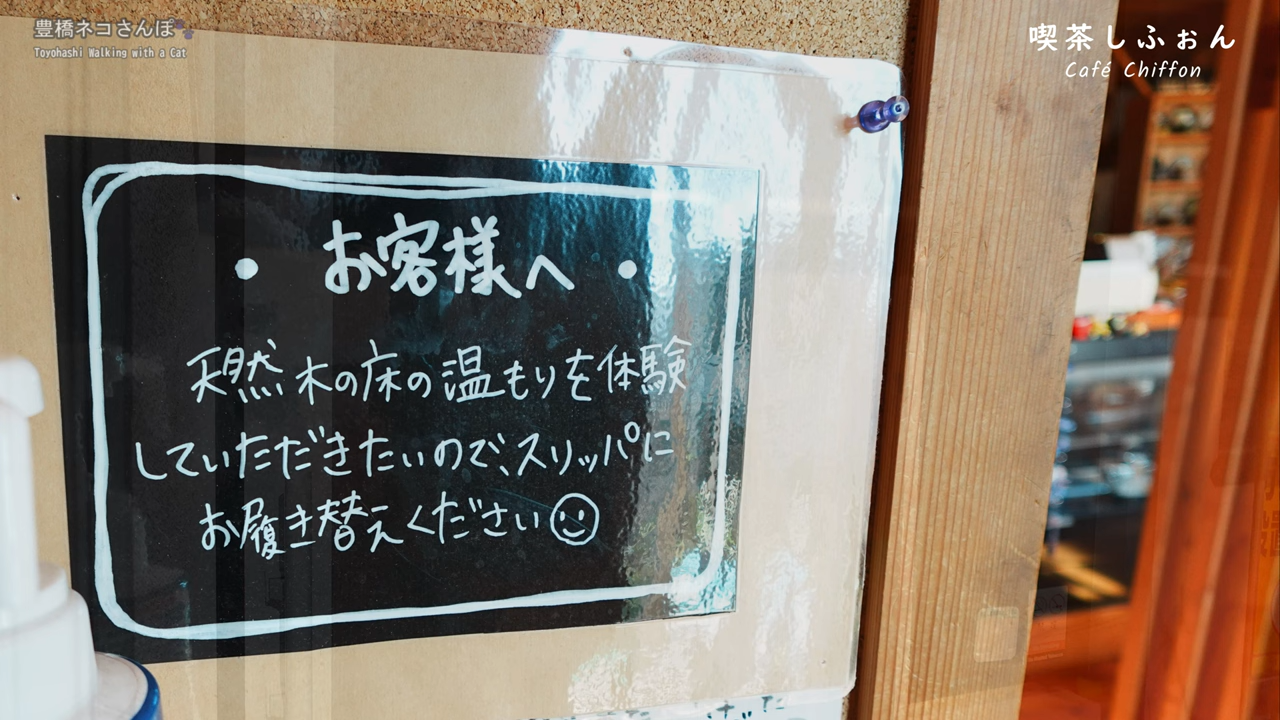 豊橋ネコさんぽ
Toyohashi Walking with a Cat
喫茶しふぉん
Café Chiffon
・お客様へ・
天然木の床の温もりを体験
していただきたいので、スリッパに
お履き替えください